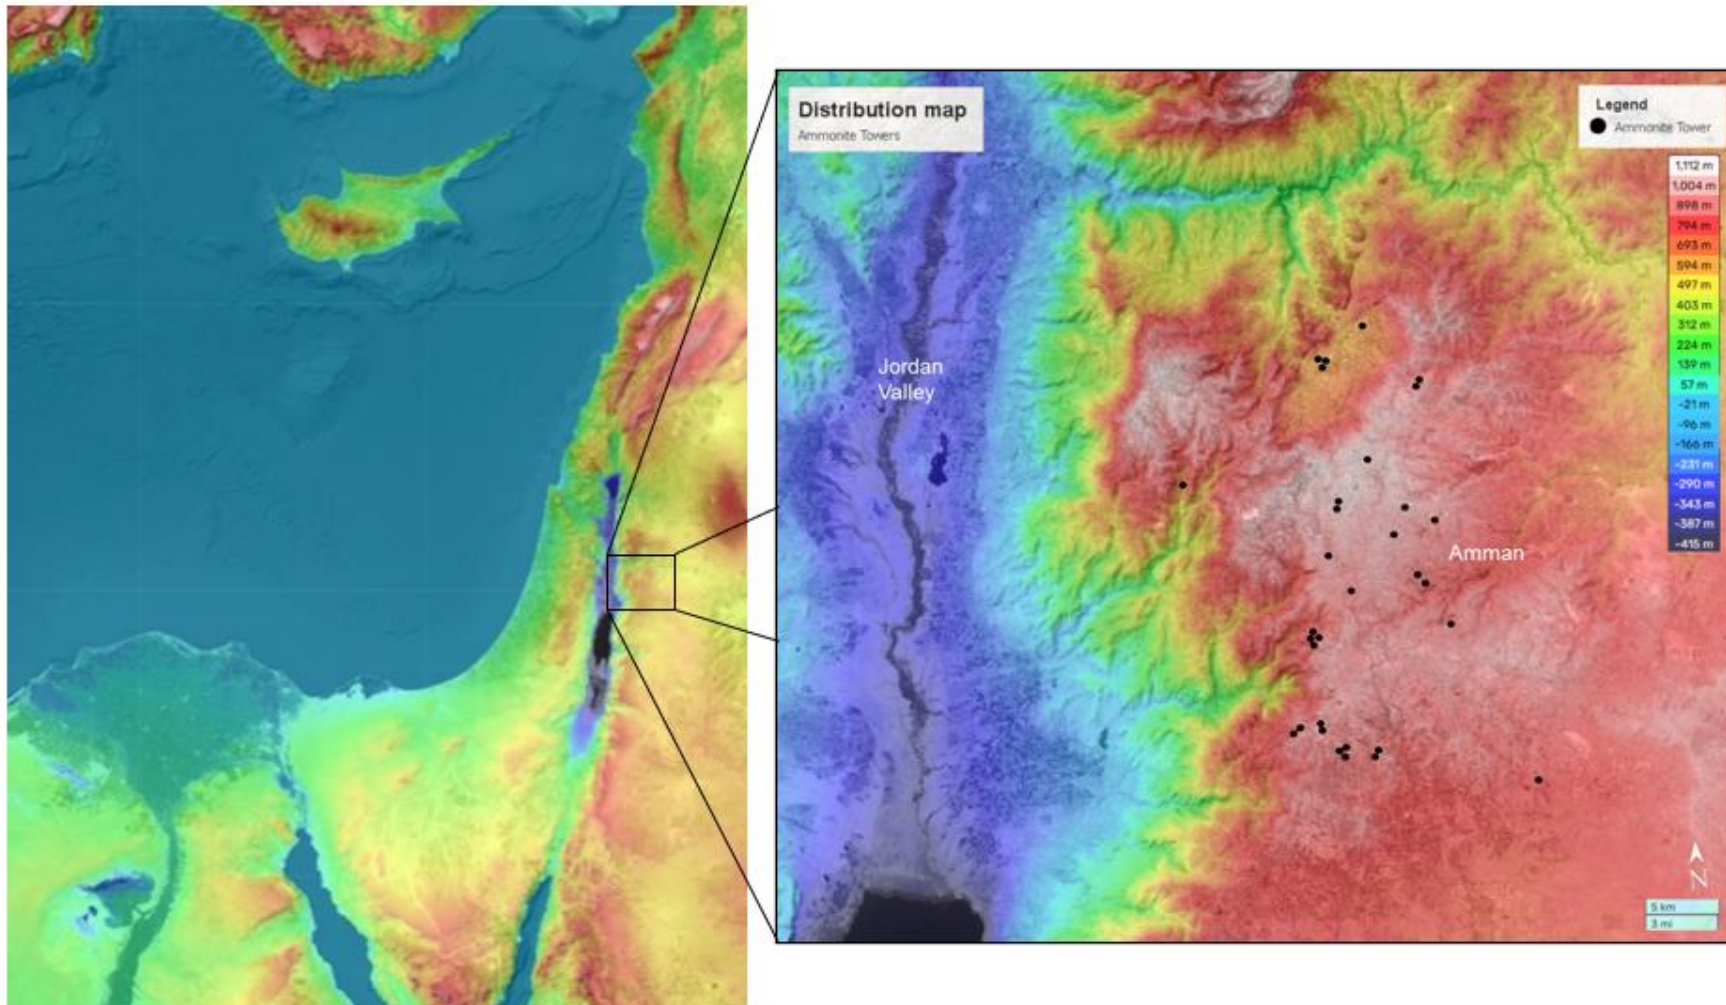 Distribution map
Ammonite Towers
Legend
Ammonite Tower
1,112 m
1,004 m
898 m
794 m
693 m
594 m
497 m
403 m
312 m
224 m
139 m
57 m
-21 m
-96 m
-166 m
-231 m
-290 m
-343 m
-387 m
-415 m
Jordan
Valley
Amman
N
5 km
3 mi